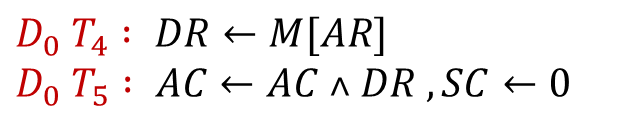 D₀ T₄ : DR ← M[AR]
D₀ T₅ : AC ← AC ∧ DR , SC ← 0